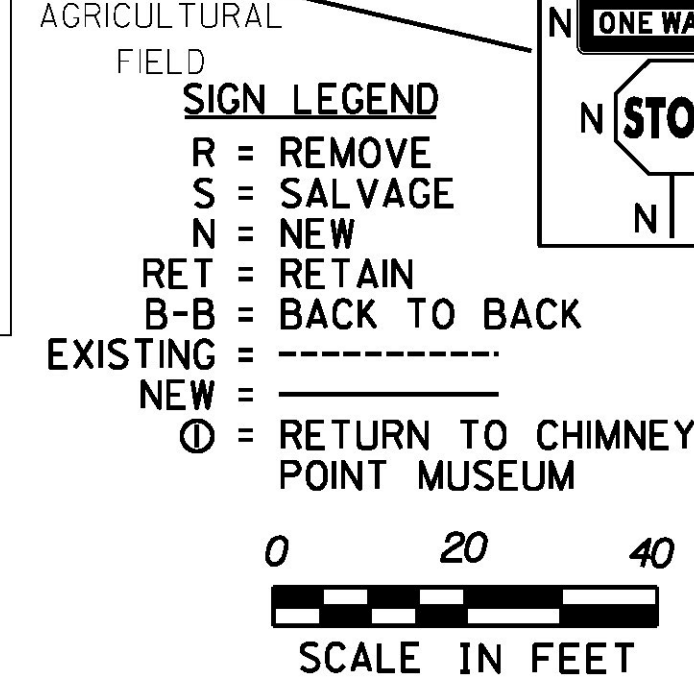 AGRICULTURAL
FIELD
N ONE WA
N STO
N
SIGN LEGEND
R = REMOVE
S = SALVAGE
N = NEW
RET = RETAIN
B-B = BACK TO BACK
EXISTING = ----------
NEW = 
① = RETURN TO CHIMNEY
POINT MUSEUM
0 20 40
SCALE IN FEET